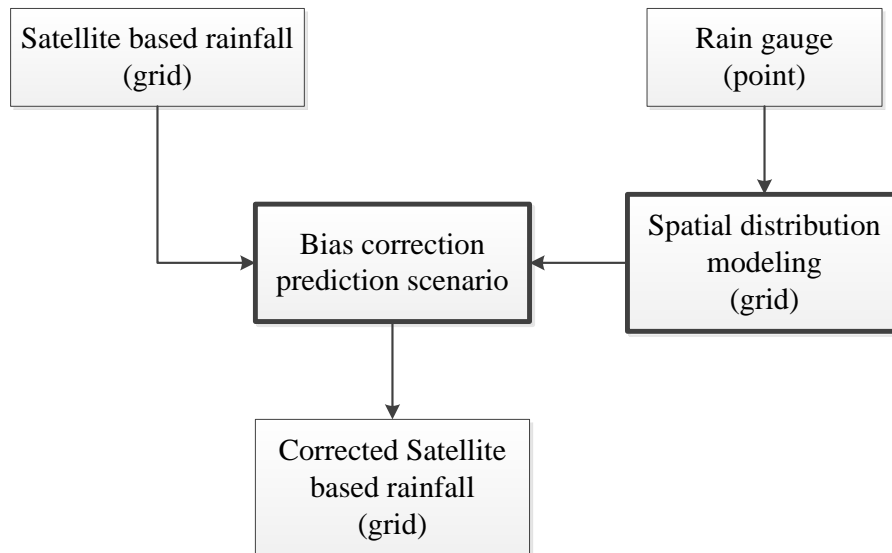 Satellite based rainfall
(grid)
Rain gauge
(point)
Spatial distribution
modeling
(grid)
Bias correction
prediction scenario
Corrected Satellite
based rainfall
(grid)